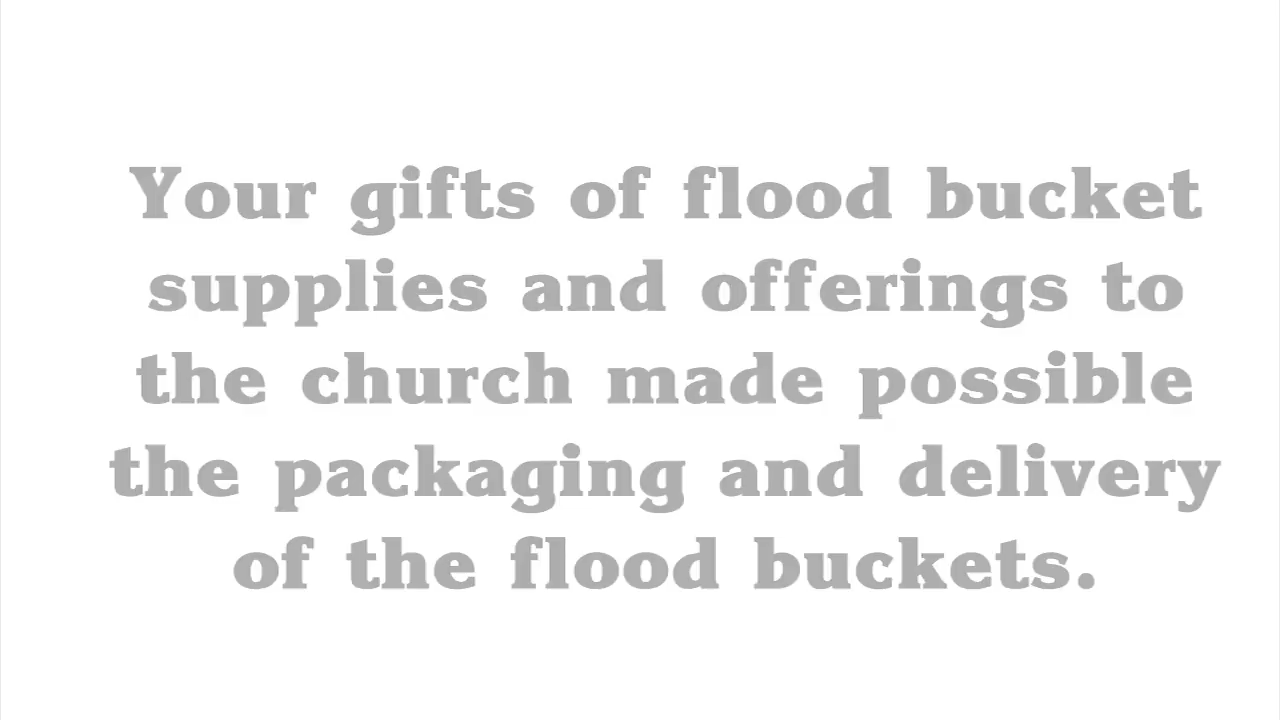 Your gifts of flood bucket
supplies and offerings to
the church made possible
the packaging and delivery
of the flood buckets.